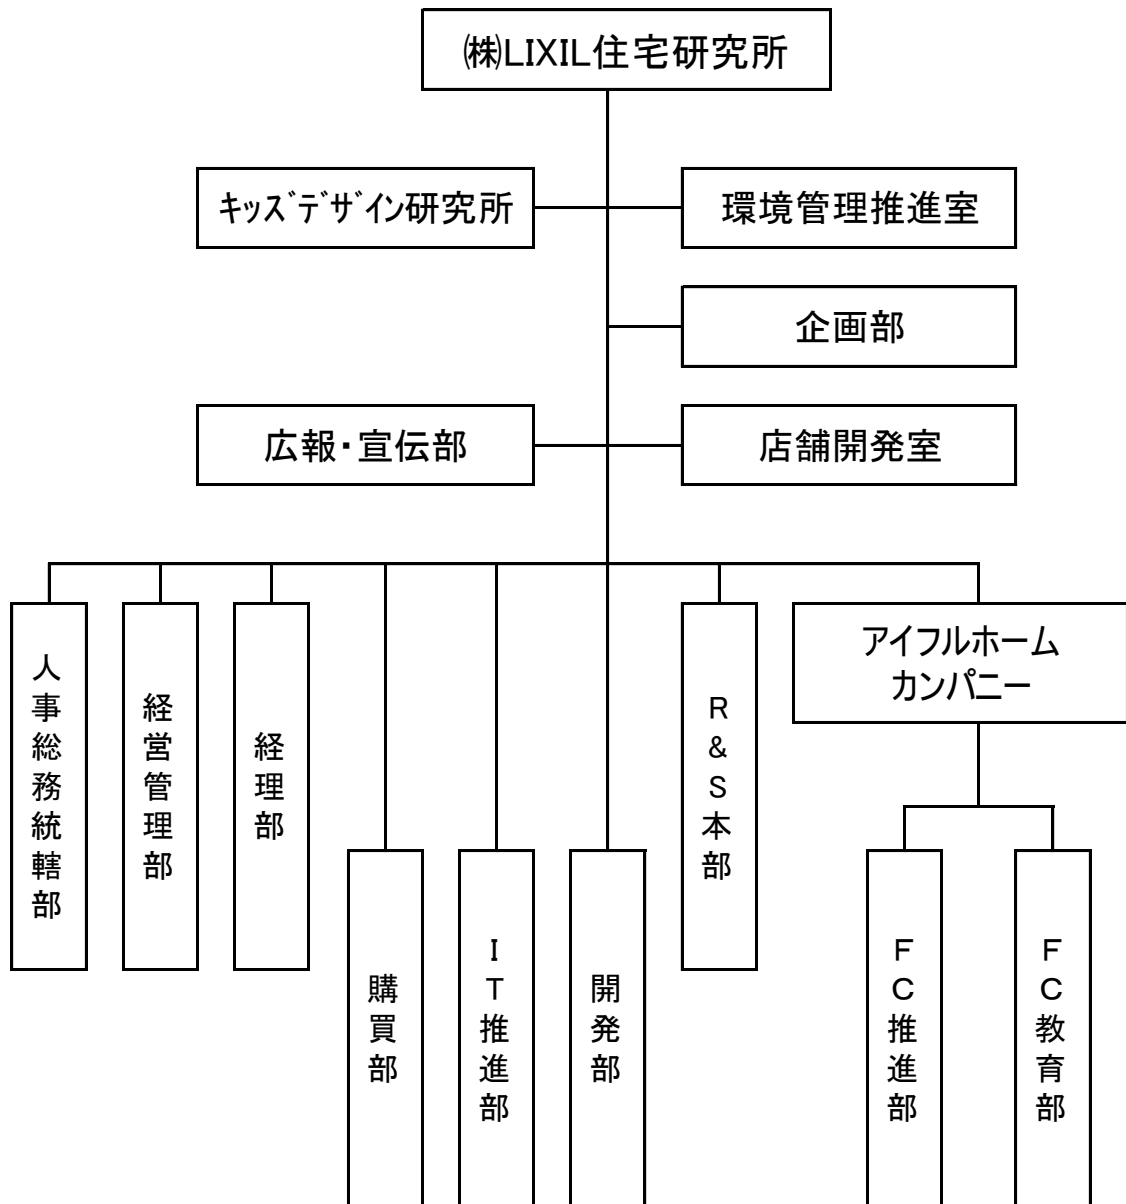 ㈱LIXIL住宅研究所
ｷｯｽﾞﾃﾞｻﾞｲﾝ研究所
環境管理推進室
企画部
広報・宣伝部
店舗開発室
人事総務統轄部
経営管理部
経理部
購買部
IT推進部
開発部
R&S本部
アイフルホーム
カンパニー
FC推進部
FC教育部